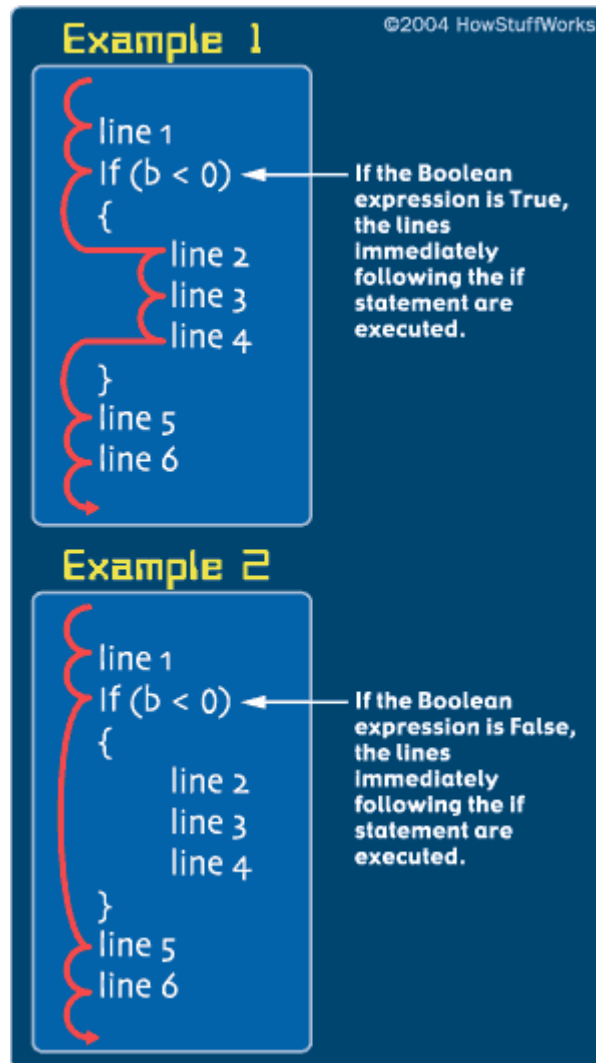 ©2004 HowStuffWorks
Example 1
line 1
If (b < 0)
{
line 2
line 3
line 4
}
line 5
line 6
If the Boolean
expression is True,
the lines
immediately
following the if
statement are
executed.
Example 2
line 1
If (b < 0)
{
line 2
line 3
line 4
}
line 5
line 6
If the Boolean
expression is False,
the lines
immediately
following the if
statement are
executed.